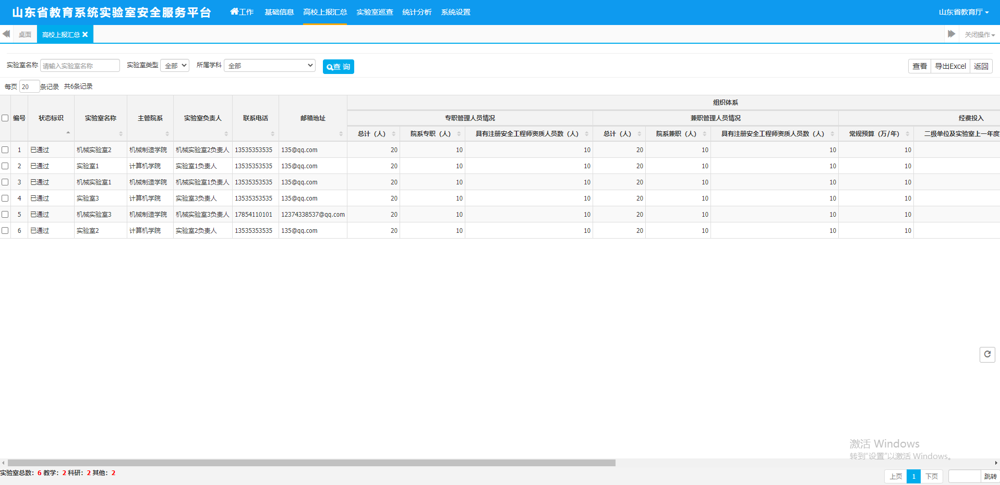 山东省教育系统实验室安全服务平台 工作 基础信息 高校上报汇总 实验室巡查 统计分析 系统设置 山东省教育厅
桌面 高校上报汇总 关闭操作
实验室名称 请输入实验室名称 实验室类型 全部 所属学科 全部 查 询 查看 导出Excel 返回
每页 20 条记录 共6条记录
组织体系
专职管理人员情况 兼职管理人员情况 经费投入
编号 状态标识 实验室名称 主管院系 实验室负责人 联系电话 邮箱地址
总计（人） 院系专职（人） 具有注册安全工程师资质人员数（人） 总计（人） 院系兼职（人） 具有注册安全工程师资质人员数（人） 常规预算（万/年） 二级单位及实验室上一年度
1 已通过 机械实验室2 机械制造学院 机械实验室2负责人 13535353535 135@qq.com 20 10 10 20 10 10 10
2 已通过 实验室1 计算机学院 实验室1负责人 13535353535 135@qq.com 20 10 10 20 10 10 10
3 已通过 机械实验室1 机械制造学院 机械实验室1负责人 13535353535 135@qq.com 20 10 10 20 10 10 10
4 已通过 实验室3 计算机学院 实验室3负责人 13535353535 135@qq.com 20 10 10 20 10 10 10
5 已通过 机械实验室3 机械制造学院 机械实验室3负责人 17854110101 12374338537@qq.com 20 10 10 20 10 10 10
6 已通过 实验室2 计算机学院 实验室2负责人 13535353535 135@qq.com 20 10 10 20 10 10 10
激活 Windows
转到“设置”以激活 Windows。
实验室总数：6 教学：2 科研：2 其他：2
上页 1 下页 跳转